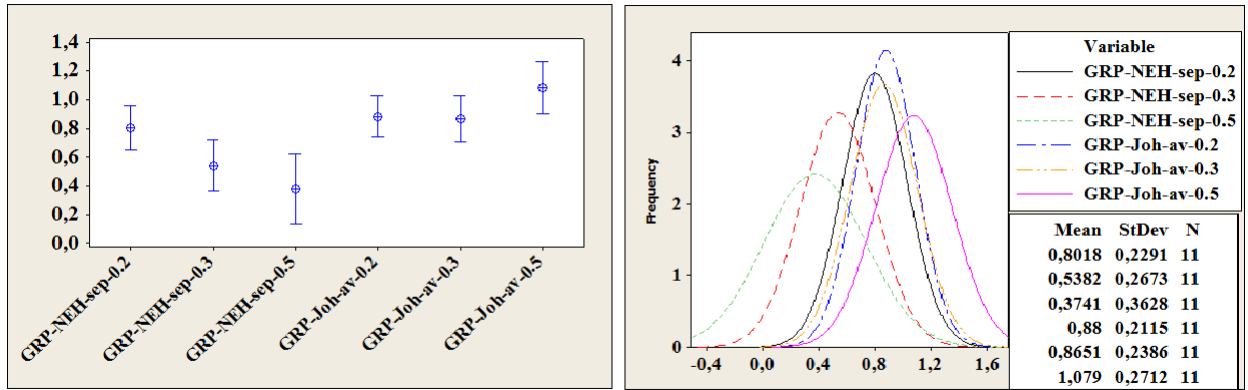 1,4
1,2
1,0
0,8
0,6
0,4
0,2
0,0
GRP-NEH-sep-0.2
GRP-NEH-sep-0.3
GRP-NEH-sep-0.5
GRP-Joh-av-0.2
GRP-Joh-av-0.3
GRP-Joh-av-0.5
Frequency
4
3
2
1
0
-0,4 0,0 0,4 0,8 1,2 1,6
Variable
GRP-NEH-sep-0.2
GRP-NEH-sep-0.3
GRP-NEH-sep-0.5
GRP-Joh-av-0.2
GRP-Joh-av-0.3
GRP-Joh-av-0.5
Mean StDev N
0,8018 0,2291 11
0,5382 0,2673 11
0,3741 0,3628 11
0,88 0,2115 11
0,8651 0,2386 11
1,079 0,2712 11